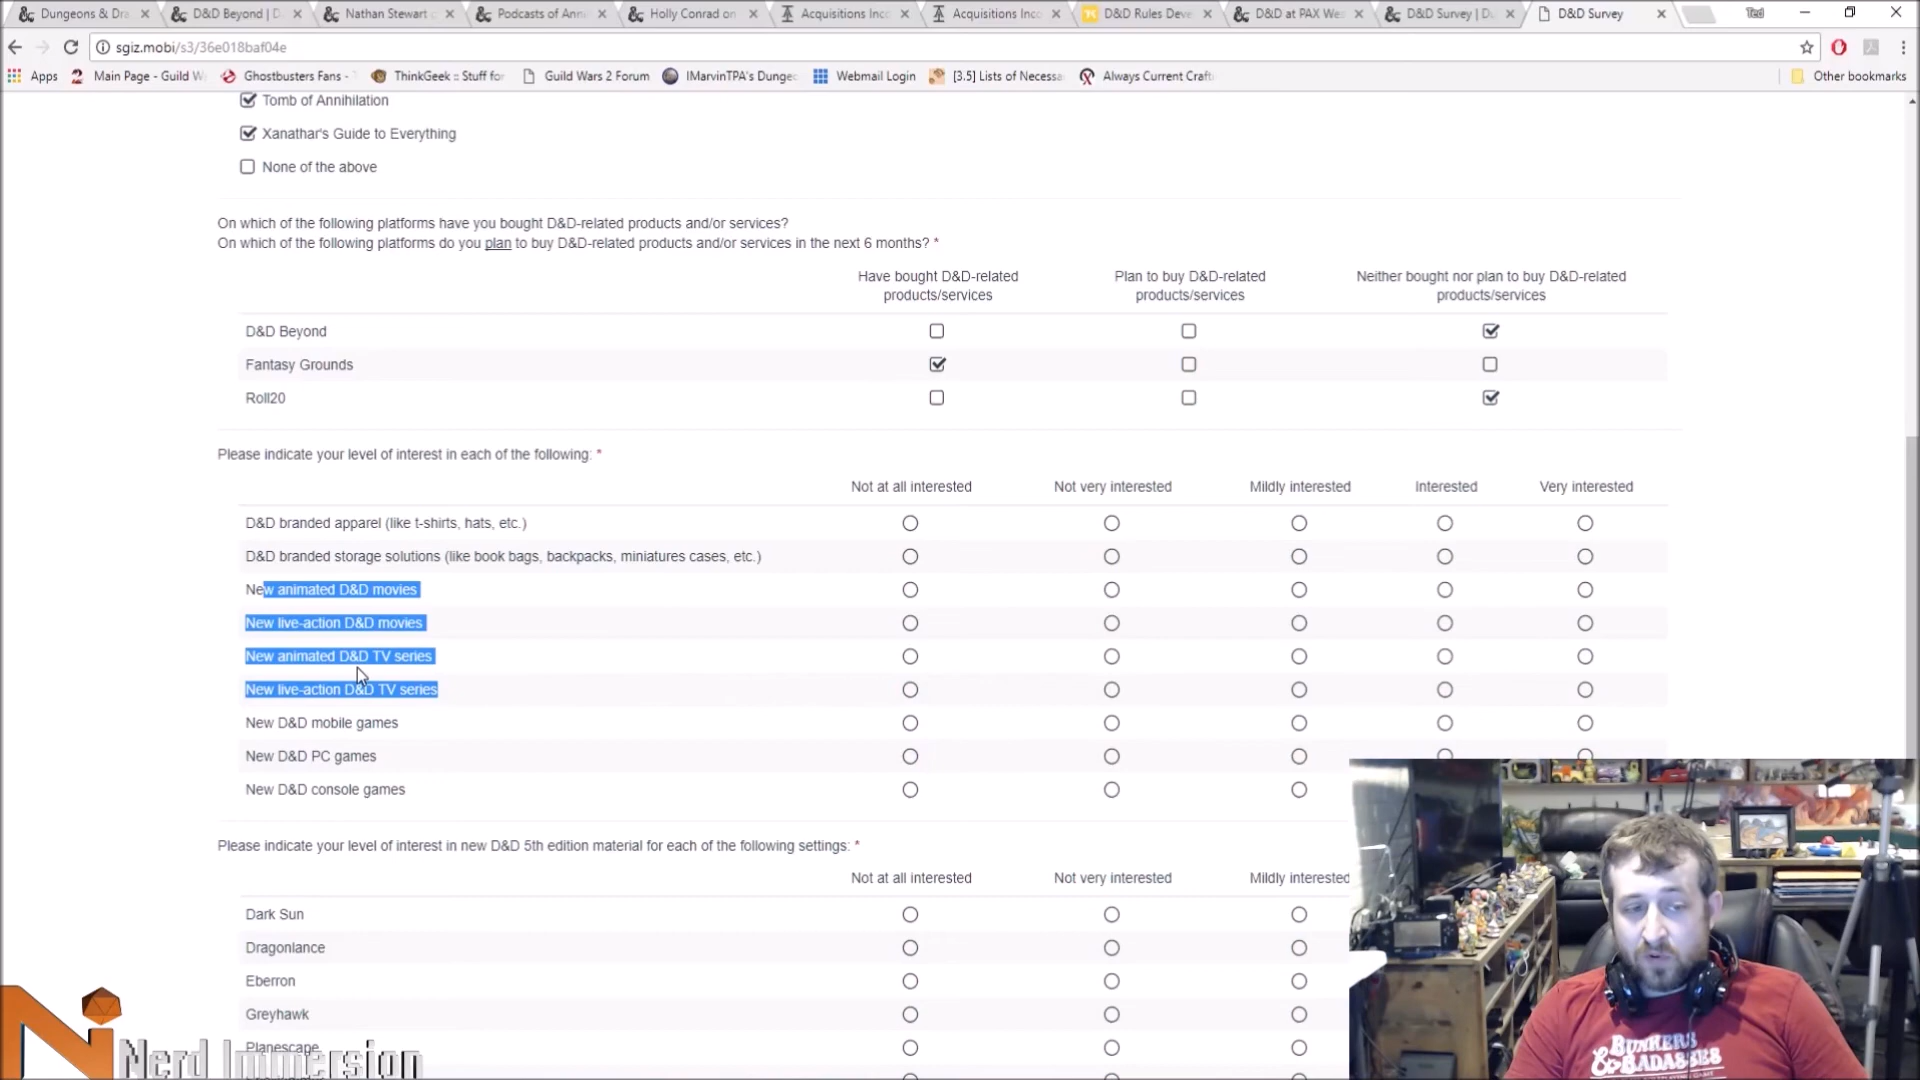 Dungeons & Dra
D&D Beyond | D
Nathan Stewart
Podcasts of Anni
Holly Conrad on
Acquisitions Inc
Acquisitions Inc
D&D Rules Deve
D&D at PAX Wes
D&D Survey | D
D&D Survey
Ted
sgiz.mobi/s3/36e018baf04e
Apps
Main Page - Guild W
Ghostbusters Fans -
ThinkGeek :: Stuff for
Guild Wars 2 Forum
IMarvinTPA's Dunge
Webmail Login
[3.5] Lists of Necessa
Always Current Craft
Other bookmarks
Tomb of Annihilation
Xanathar's Guide to Everything
None of the above
On which of the following platforms have you bought D&D-related products and/or services?
On which of the following platforms do you plan to buy D&D-related products and/or services in the next 6 months? *
Have bought D&D-related products/services
Plan to buy D&D-related products/services
Neither bought nor plan to buy D&D-related products/services
D&D Beyond
Fantasy Grounds
Roll20
Please indicate your level of interest in each of the following: *
Not at all interested Not very interested Mildly interested Interested Very interested
D&D branded apparel (like t-shirts, hats, etc.)
D&D branded storage solutions (like book bags, backpacks, miniatures cases, etc.)
New animated D&D movies
New live-action D&D movies
New animated D&D TV series
New live-action D&D TV series
New D&D mobile games
New D&D PC games
New D&D console games
Please indicate your level of interest in new D&D 5th edition material for each of the following settings: *
Not at all interested Not very interested Mildly interested
Dark Sun
Dragonlance
Eberron
Greyhawk
Planescape
Nerd Immersion
BUNKERS
& BADASSES